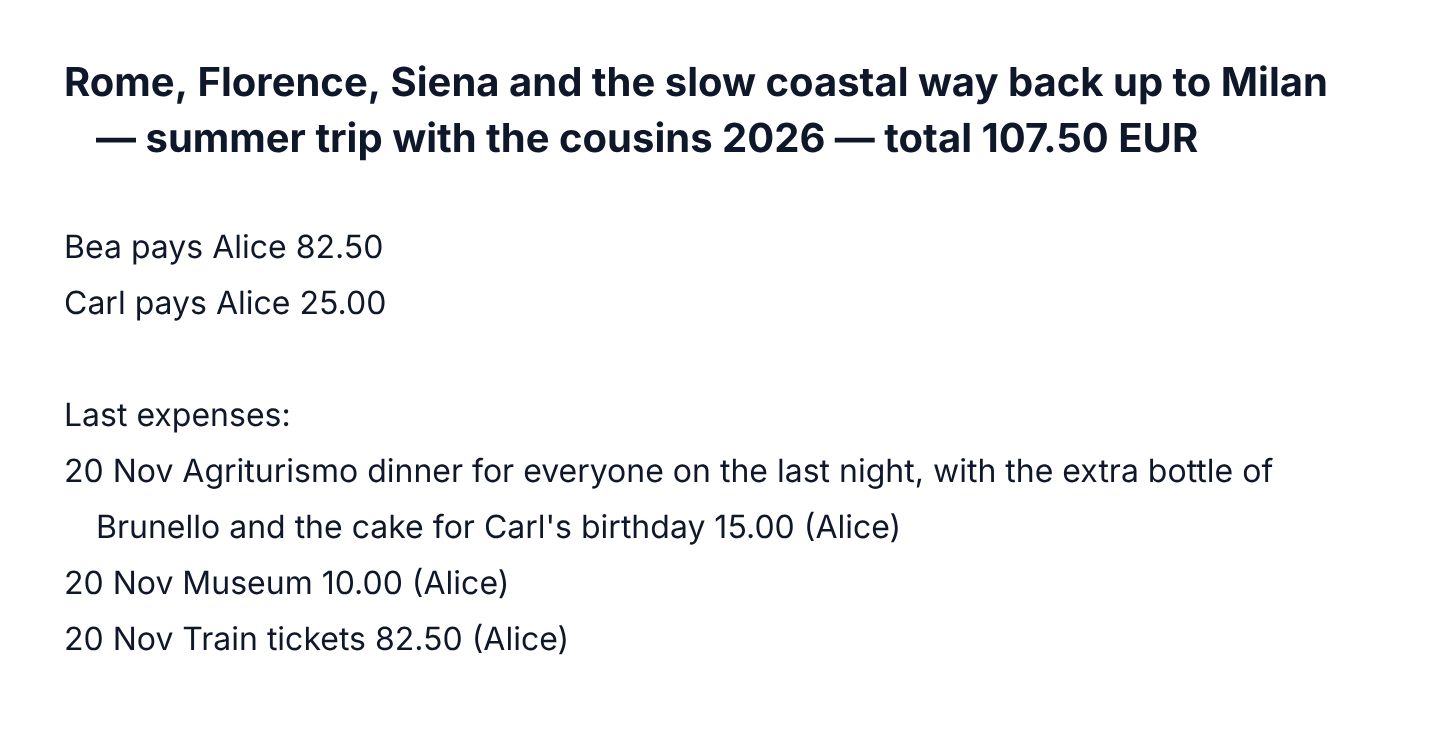 Rome, Florence, Siena and the slow coastal way back up to Milan
— summer trip with the cousins 2026 — total 107.50 EUR
Bea pays Alice 82.50
Carl pays Alice 25.00
Last expenses:
20 Nov Agriturismo dinner for everyone on the last night, with the extra bottle of
Brunello and the cake for Carl's birthday 15.00 (Alice)
20 Nov Museum 10.00 (Alice)
20 Nov Train tickets 82.50 (Alice)